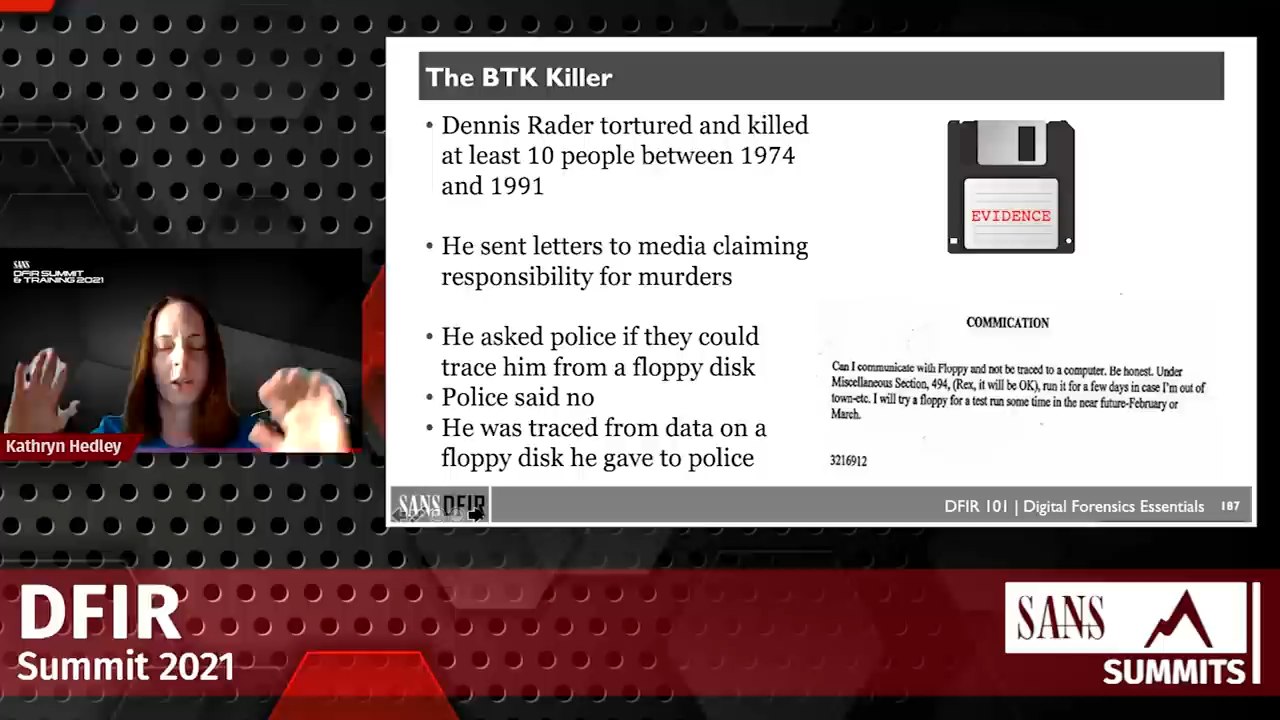 The BTK Killer
• Dennis Rader tortured and killed
at least 10 people between 1974
and 1991
• He sent letters to media claiming
responsibility for murders
• He asked police if they could
trace him from a floppy disk
• Police said no
• He was traced from data on a
floppy disk he gave to police
EVIDENCE
COMMICATION
Can I communicate with Floppy and not be traced to a computer. Be honest. Under
Miscellaneous Section, 494, (Rex, it will be OK), run it for a few days in case I'm out of
town-etc. I will try a floppy for a test run some time in the near future-February or
March.
3216912
SANS DFIR
DFIR 101 | Digital Forensics Essentials 187
SANS
DFIR SUMMIT
& TRAINING 2021
Kathryn Hedley
DFIR
Summit 2021
SANS
SUMMITS